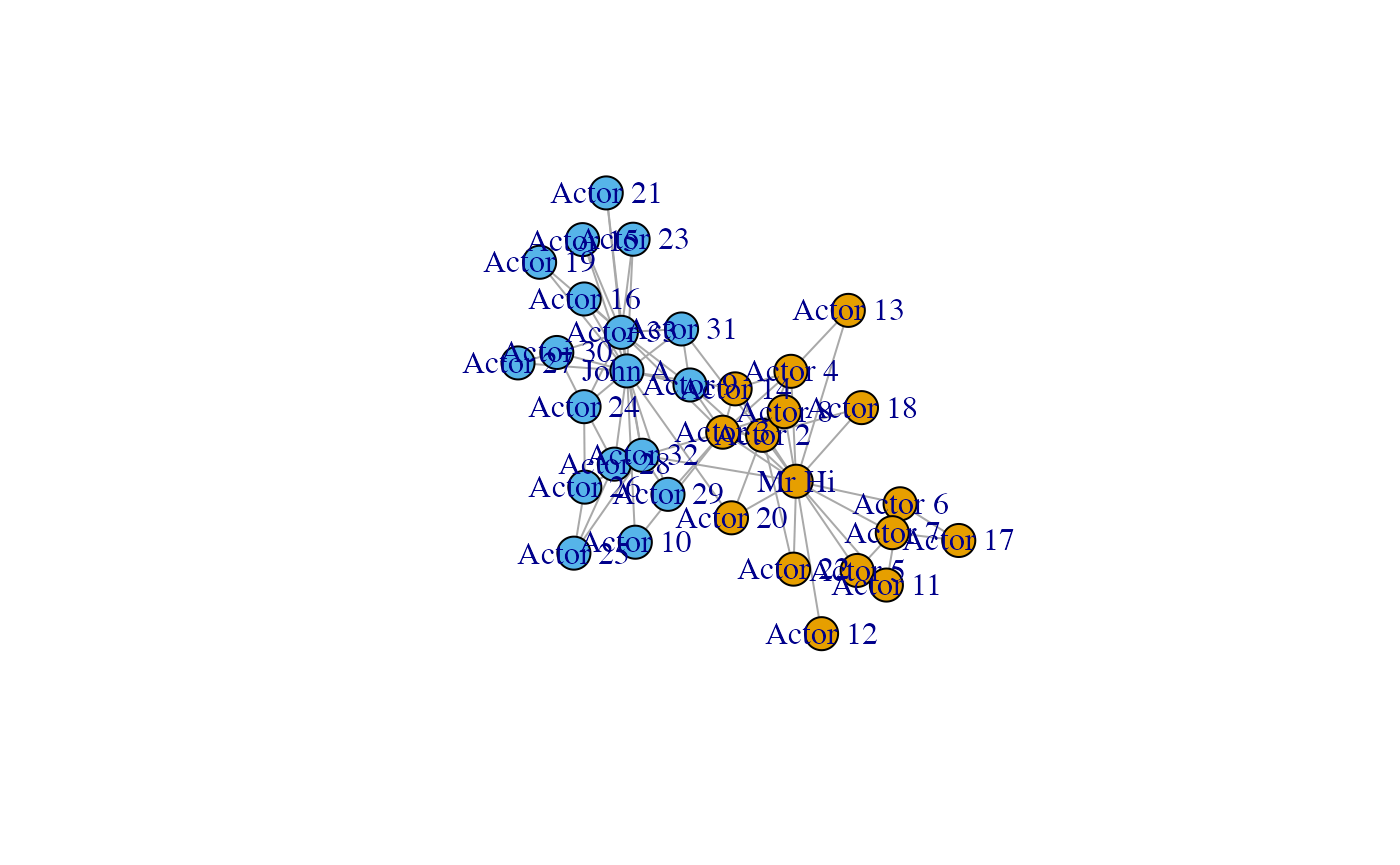 Actor 21
Actor 15
Actor 23
Actor 19
Actor 16
Actor 13
Actor 33
Actor 31
Actor 30
Actor 27
John A
Actor 4
Actor 9
Actor 14
Actor 24
Actor 8
Actor 18
Actor 3
Actor 2
Actor 32
Actor 28
Mr Hi
Actor 26
Actor 29
Actor 6
Actor 20
Actor 7
Actor 17
Actor 10
Actor 25
Actor 22
Actor 5
Actor 11
Actor 12